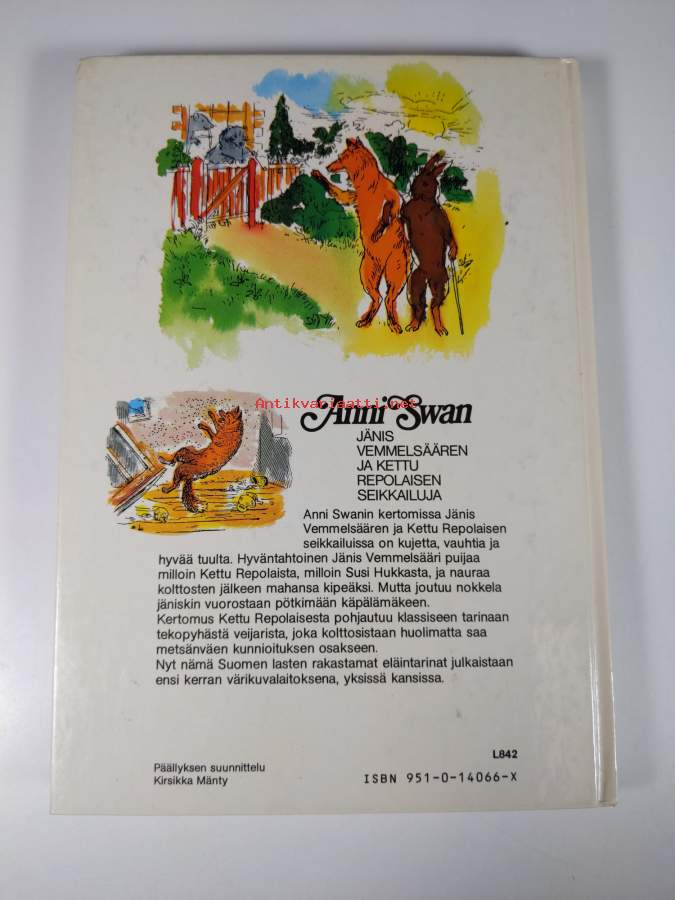 Antikvariaatti.net
Anni Swan
JÄNIS
VEMMELSÄÄREN
JA KETTU
REPOLAISEN
SEIKKAILUJA
Anni Swanin kertomissa Jänis
Vemmelsäären ja Kettu Repolaisen
seikkailuissa on kujetta, vauhtia ja
hyvää tuulta. Hyväntahtoinen Jänis Vemmelsääri puijaa
milloin Kettu Repolaista, milloin Susi Hukkasta, ja nauraa
kolttosten jälkeen mahansa kipeäksi. Mutta joutuu nokkela
jäniskin vuorostaan pötkimään käpälämäkeen.
Kertomus Kettu Repolaisesta pohjautuu klassiseen tarinaan
tekopyhästä veijarista, joka kolttosistaan huolimatta saa
metsänväen kunnioituksen osakseen.
Nyt nämä Suomen lasten rakastamat eläintarinat julkaistaan
ensi kerran värikuvalaitoksena, yksissä kansissa.
L842
Päällyksen suunnittelu
Kirsikka Mänty
ISBN 951-0-14066-X